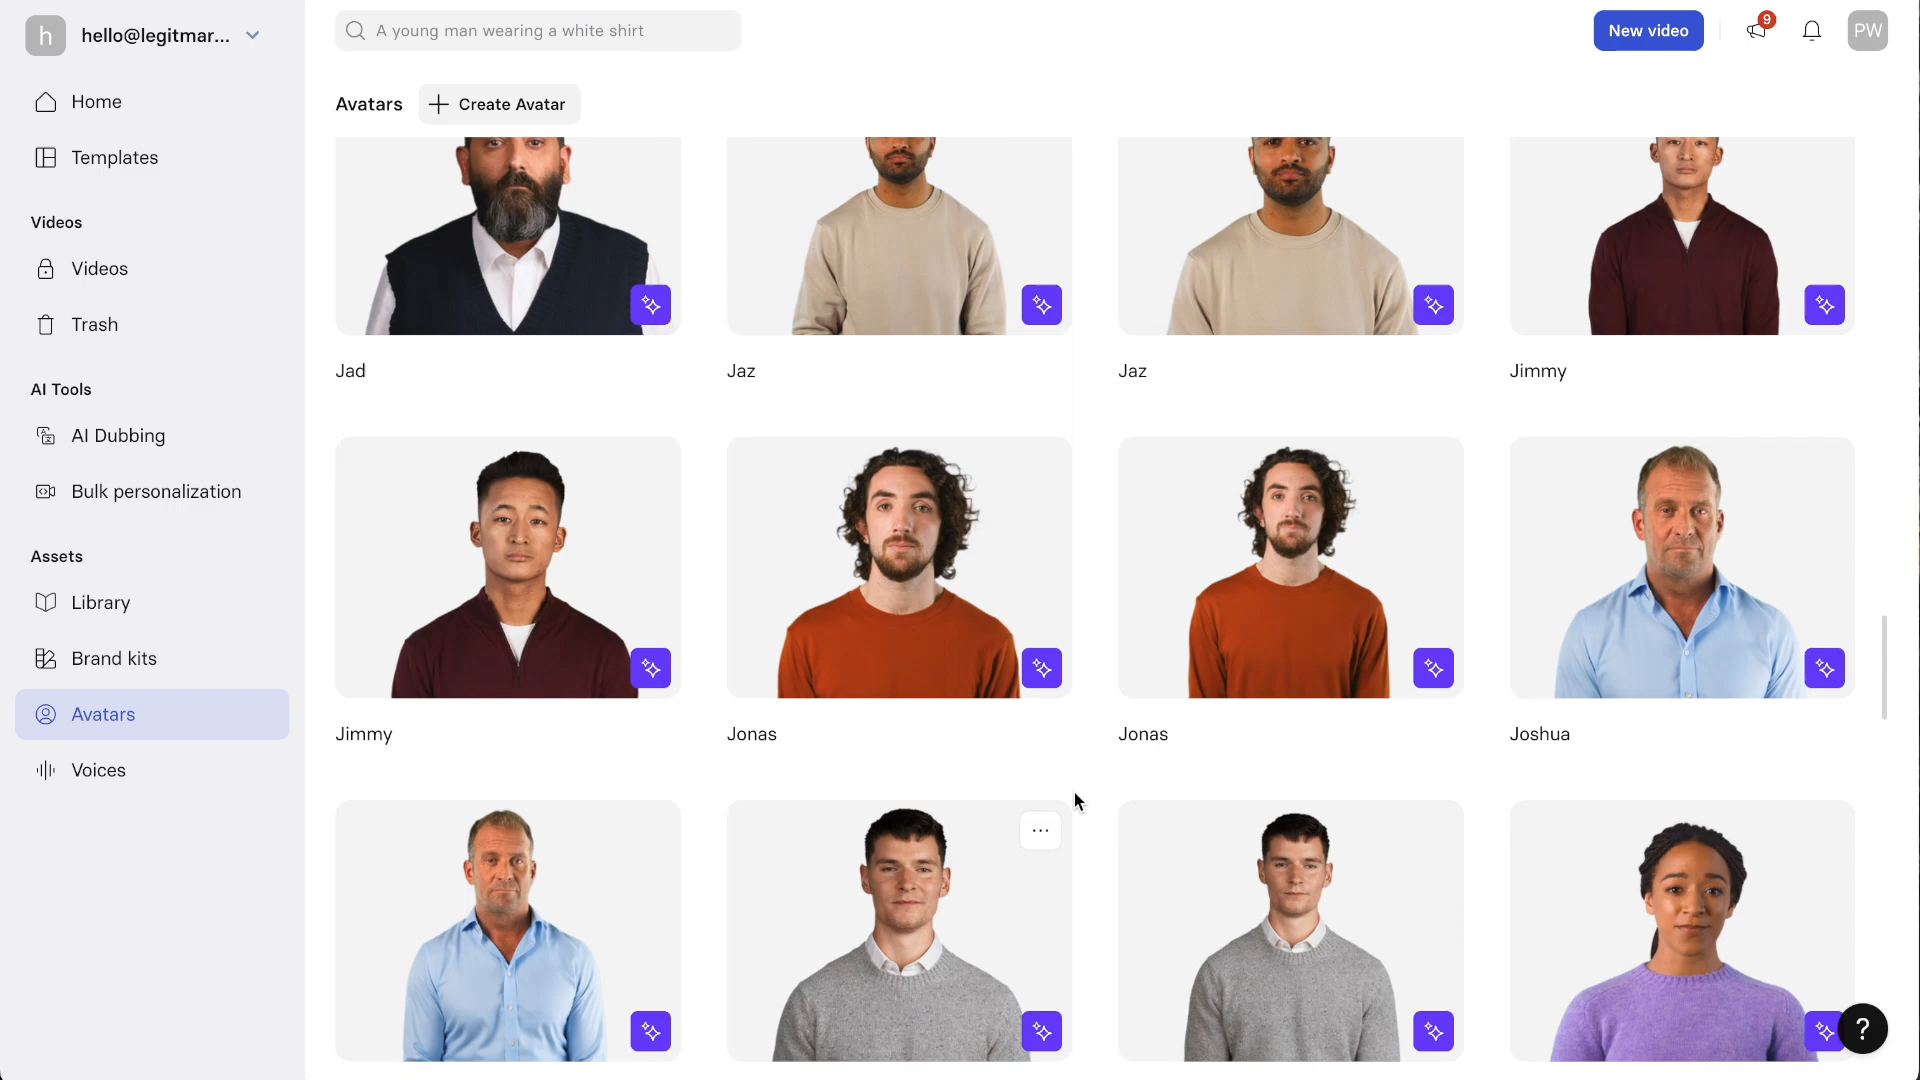 h
hello@legitmar...
A young man wearing a white shirt
New video
9
PW
Home
Templates
Videos
Videos
Trash
AI Tools
AI Dubbing
Bulk personalization
Assets
Library
Brand kits
Avatars
Voices
Avatars
Create Avatar
Jad
Jaz
Jaz
Jimmy
Jimmy
Jonas
Jonas
Joshua
?